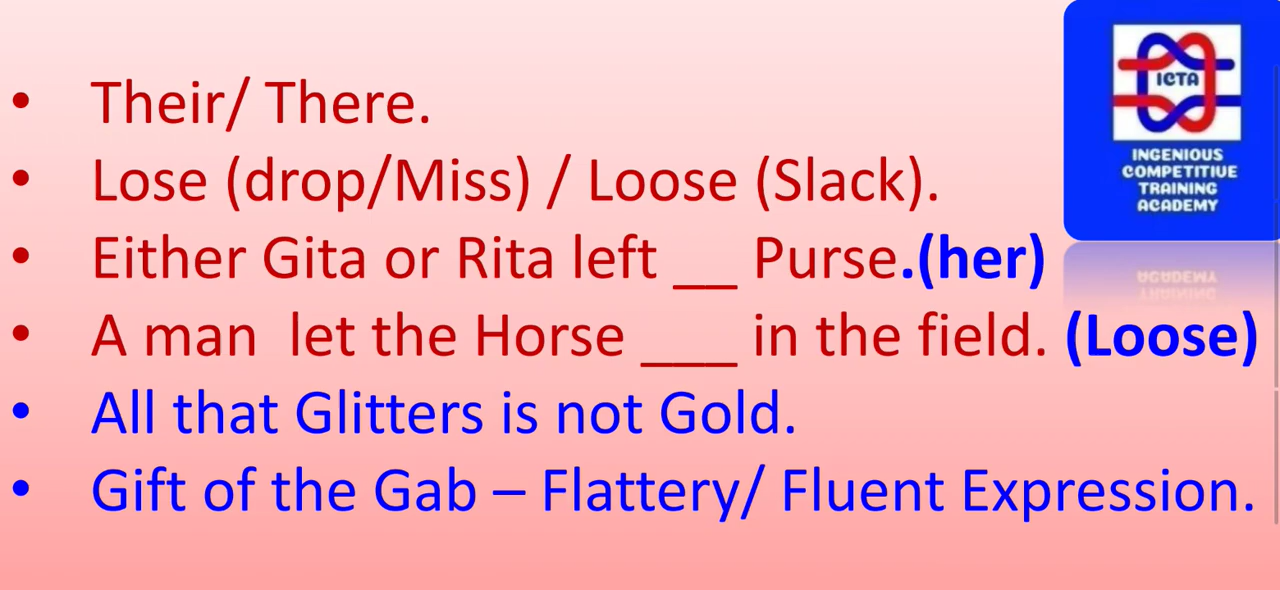 • Their/ There.
• Lose (drop/Miss) / Loose (Slack).
• Either Gita or Rita left __ Purse.(her)
• A man  let the Horse ___ in the field. (Loose)
• All that Glitters is not Gold.
• Gift of the Gab – Flattery/ Fluent Expression.
ICTA
INGENIOUS
COMPETITIVE
TRAINING
ACADEMY